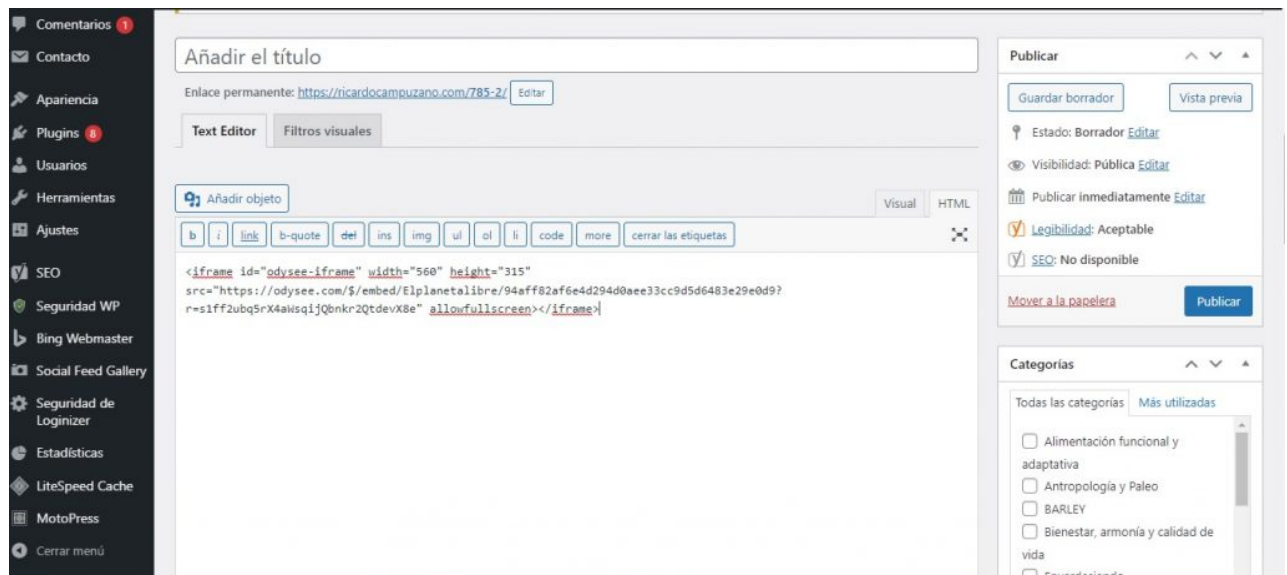 Comentarios 1
Contacto
Apariencia
Plugins 8
Usuarios
Herramientas
Ajustes
SEO
Seguridad WP
Bing Webmaster
Social Feed Gallery
Seguridad de
Loginizer
Estadísticas
LiteSpeed Cache
MotoPress
Cerrar menú
Añadir el título
Enlace permanente: https://ricardocampuzano.com/785-2/ Editar
Text Editor Filtros visuales
Añadir objeto
Visual HTML
b i link b-quote del ins img ul ol li code more cerrar las etiquetas
<iframe id="odysee-iframe" width="560" height="315"
src="https://odysee.com/$/embed/Elplanetalibre/94aff82af6e4d294d0aee33cc9d5d6483e29e0d9?
r=s1ff2ubq5rX4aWsqijQbnkr2QtdevX8e" allowfullscreen></iframe>
Publicar
Guardar borrador Vista previa
Estado: Borrador Editar
Visibilidad: Pública Editar
Publicar inmediatamente Editar
Legibilidad: Aceptable
SEO: No disponible
Mover a la papelera Publicar
Categorías
Todas las categorías Más utilizadas
Alimentación funcional y
adaptativa
Antropología y Paleo
BARLEY
Bienestar, armonía y calidad de
vida